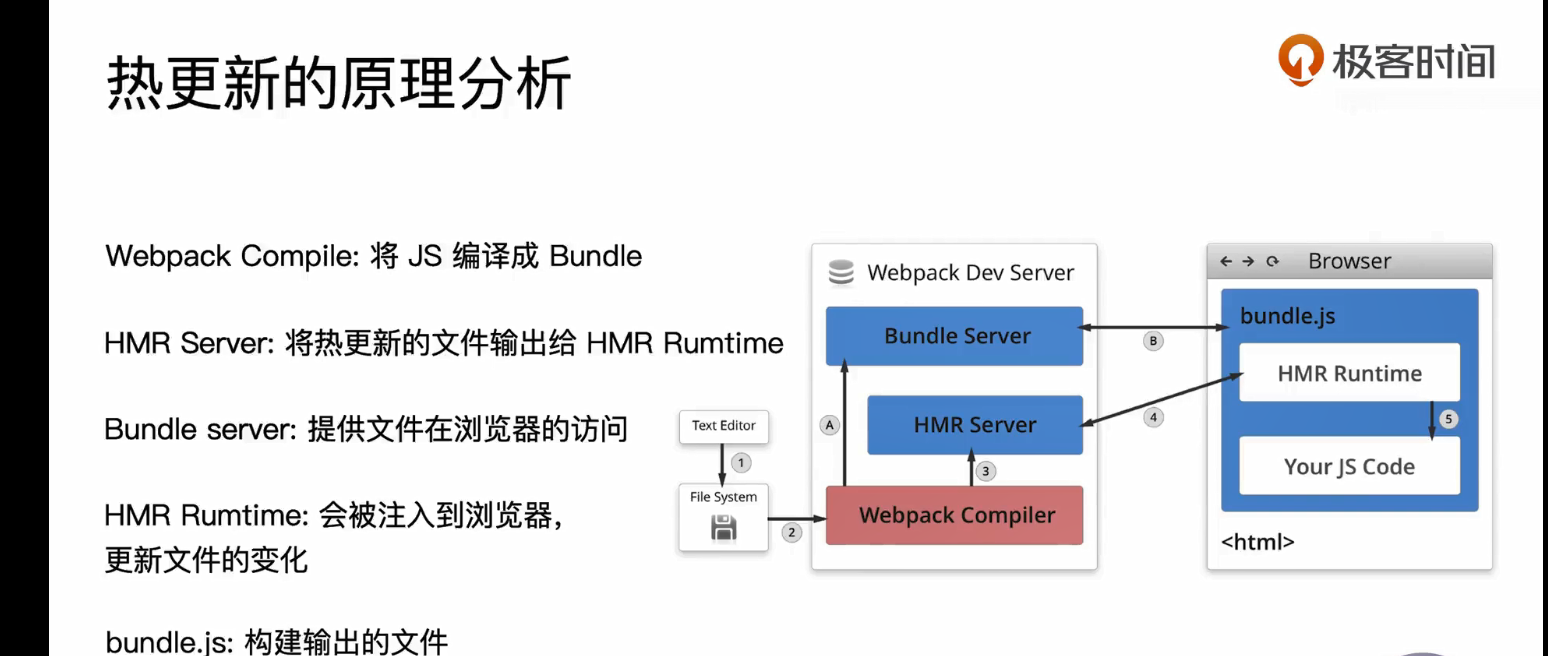 热更新的原理分析
极客时间
Webpack Compile: 将 JS 编译成 Bundle
HMR Server: 将热更新的文件输出给 HMR Rumtime
Bundle server: 提供文件在浏览器的访问
HMR Rumtime: 会被注入到浏览器,
更新文件的变化
bundle.js: 构建输出的文件
Text Editor
1
File System
2
Webpack Dev Server
Bundle Server
A
HMR Server
3
Webpack Compiler
B
4
Browser
bundle.js
HMR Runtime
5
Your JS Code
<html>